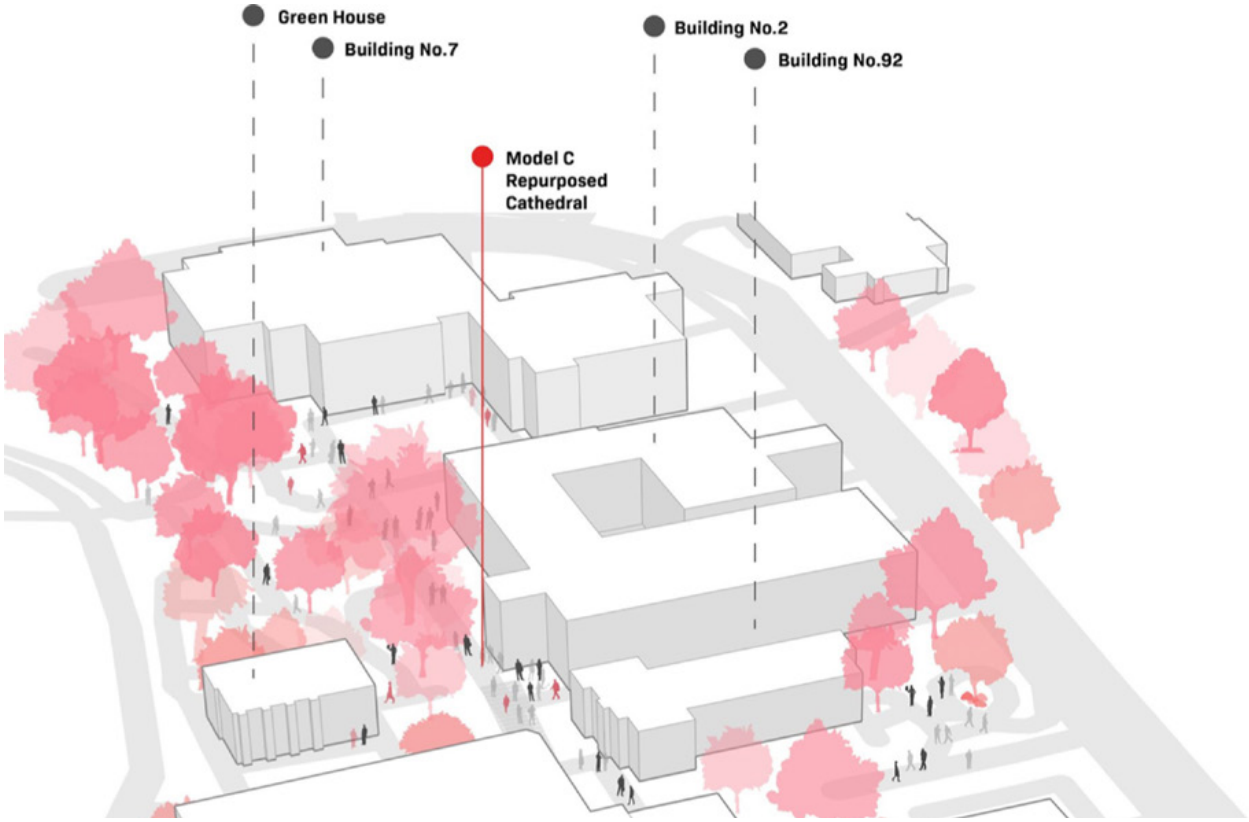 Green House
Building No.7
Building No.2
Building No.92
Model C
Repurposed
Cathedral